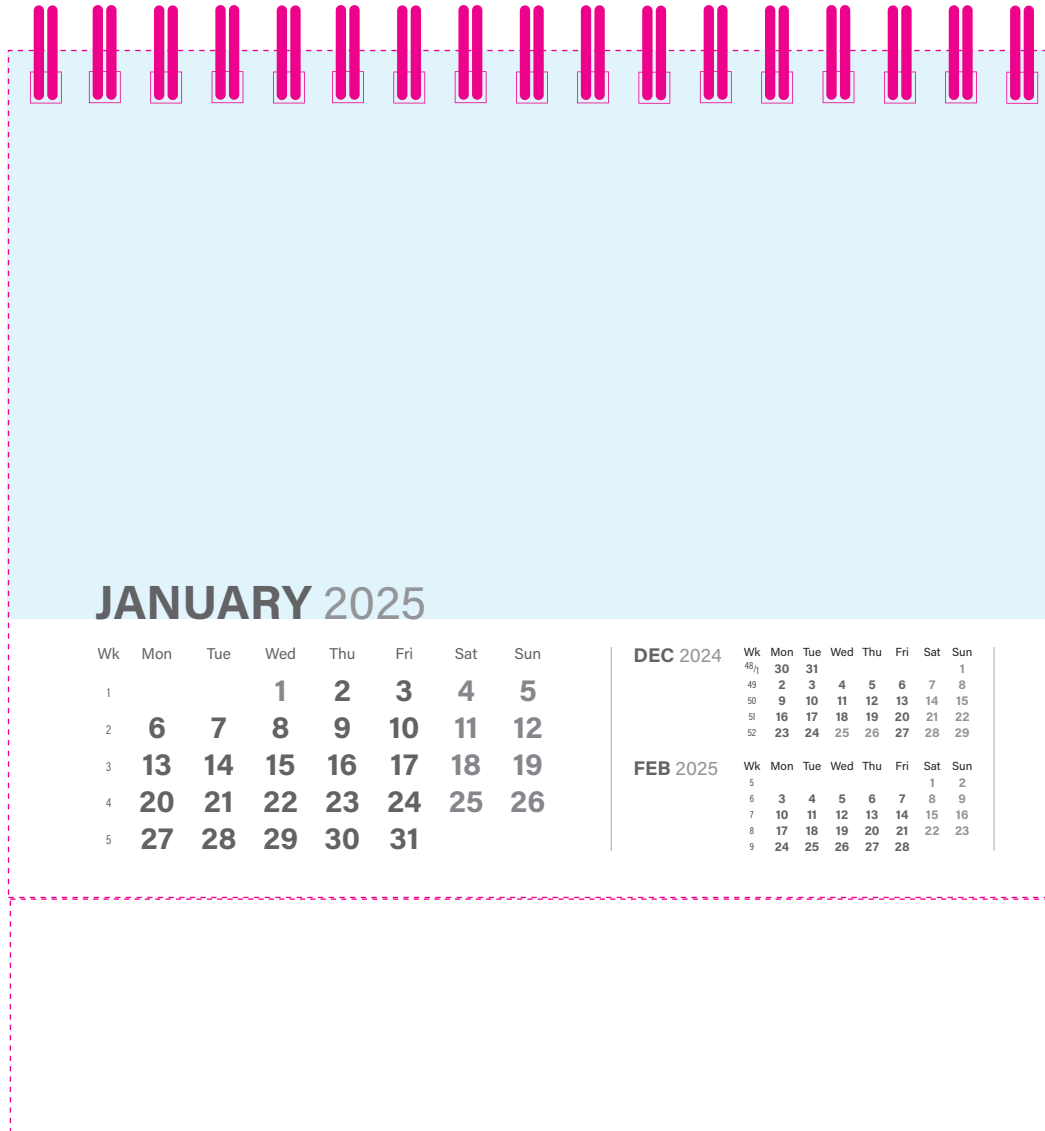 JANUARY 2025
Wk Mon Tue Wed Thu Fri Sat Sun
1 1 2 3 4 5
2 6 7 8 9 10 11 12
3 13 14 15 16 17 18 19
4 20 21 22 23 24 25 26
5 27 28 29 30 31
DEC 2024
Wk Mon Tue Wed Thu Fri Sat Sun
48/1 30 31 1
49 2 3 4 5 6 7 8
50 9 10 11 12 13 14 15
51 16 17 18 19 20 21 22
52 23 24 25 26 27 28 29
FEB 2025
Wk Mon Tue Wed Thu Fri Sat Sun
5 1 2
6 3 4 5 6 7 8 9
7 10 11 12 13 14 15 16
8 17 18 19 20 21 22 23
9 24 25 26 27 28